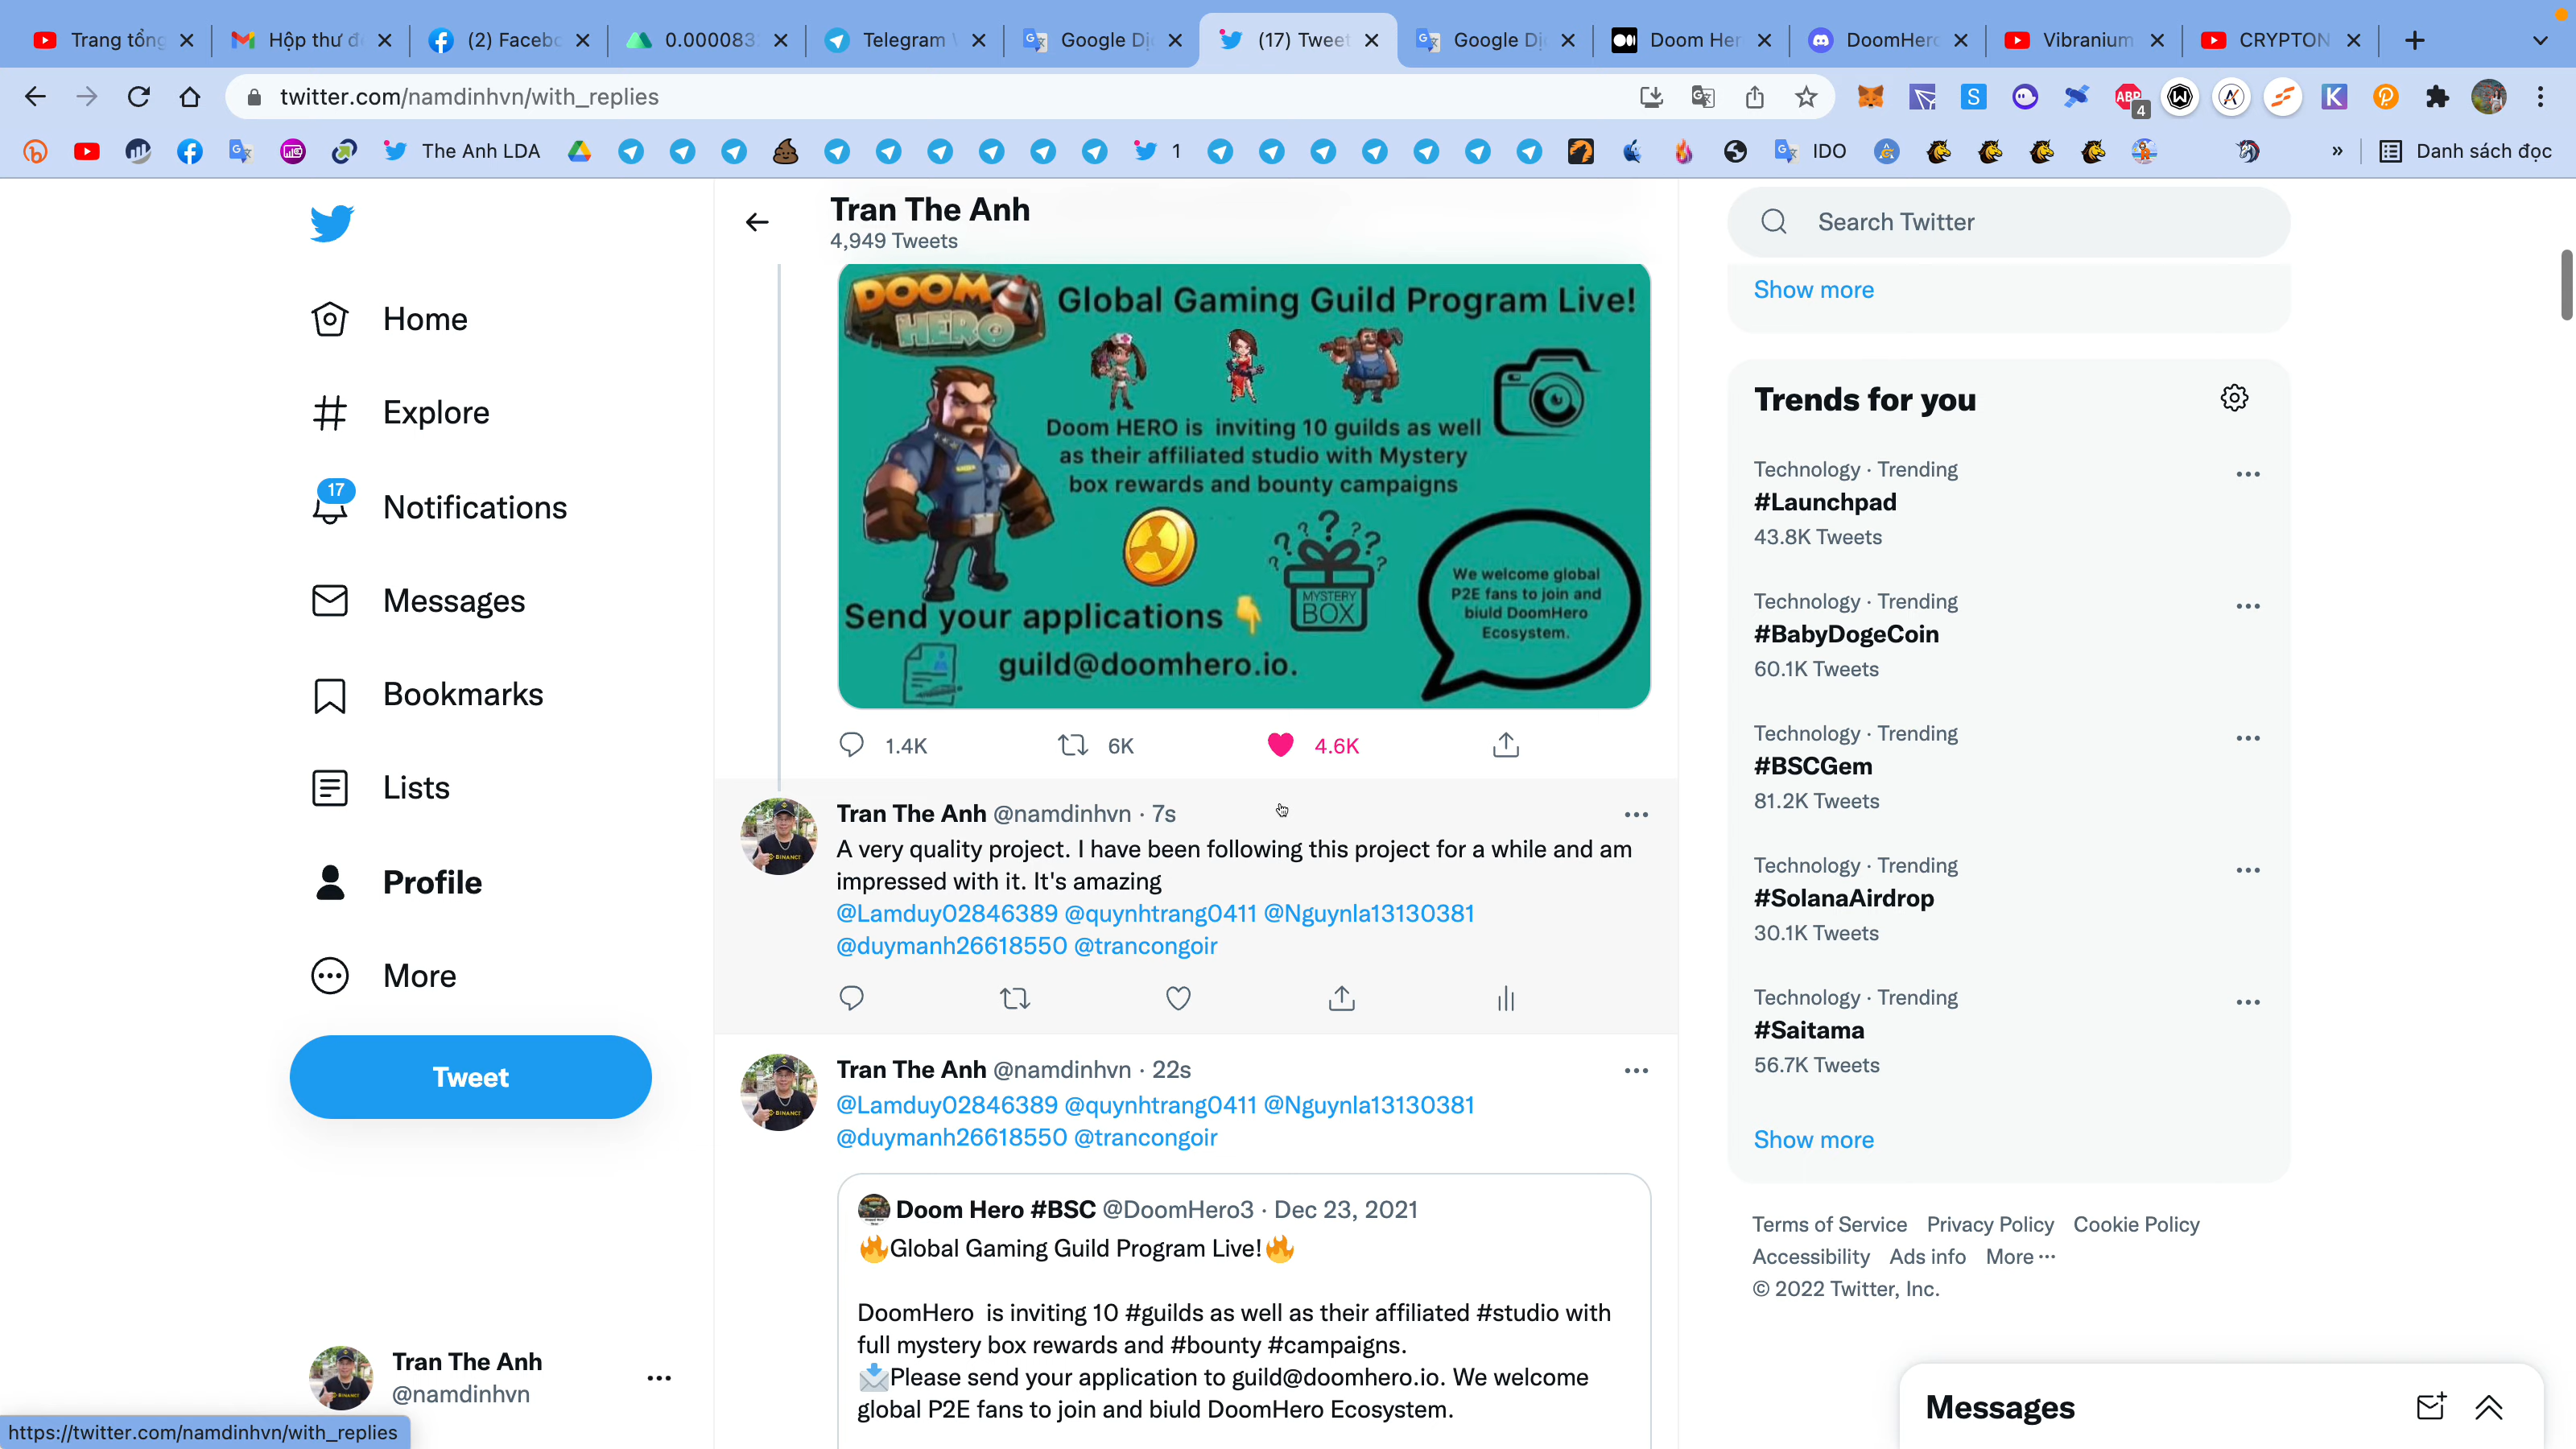 Trang tổng
Hộp thư đ
(2) Facebo
0.000083
Telegram
Google Dị
(17) Tweet
Google Dị
Doom Her
DoomHero
Vibranium
CRYPTON
twitter.com/namdinhvn/with_replies
ABP
4
The Anh LDA
1
IDO
»
Danh sách đọc
Home
Explore
17
Notifications
Messages
Bookmarks
Lists
Profile
More
Tweet
Tran The Anh
@namdinhvn
https://twitter.com/namdinhvn/with_replies
Tran The Anh
4,949 Tweets
DOOM
HERO
Global Gaming Guild Program Live!
Doom HERO is inviting 10 guilds as well
as their affiliated studio with Mystery
box rewards and bounty campaigns
MYSTERY
BOX
We welcome global
P2E fans to join and
biuld DoomHero
Ecosystem.
Send your applications 👇
guild@doomhero.io.
1.4K
6K
4.6K
Tran The Anh @namdinhvn · 7s
A very quality project. I have been following this project for a while and am
impressed with it. It's amazing
@Lamduy02846389 @quynhtrang0411 @Nguynla13130381
@duymanh26618550 @trancongoir
Tran The Anh @namdinhvn · 22s
@Lamduy02846389 @quynhtrang0411 @Nguynla13130381
@duymanh26618550 @trancongoir
Doom Hero #BSC @DoomHero3 · Dec 23, 2021
🔥Global Gaming Guild Program Live!🔥
DoomHero is inviting 10 #guilds as well as their affiliated #studio with
full mystery box rewards and #bounty #campaigns.
📩Please send your application to guild@doomhero.io. We welcome
global P2E fans to join and biuld DoomHero Ecosystem.
Search Twitter
Show more
Trends for you
Technology · Trending
#Launchpad
43.8K Tweets
Technology · Trending
#BabyDogeCoin
60.1K Tweets
Technology · Trending
#BSCGem
81.2K Tweets
Technology · Trending
#SolanaAirdrop
30.1K Tweets
Technology · Trending
#Saitama
56.7K Tweets
Show more
Terms of Service Privacy Policy Cookie Policy
Accessibility Ads info More ···
© 2022 Twitter, Inc.
Messages